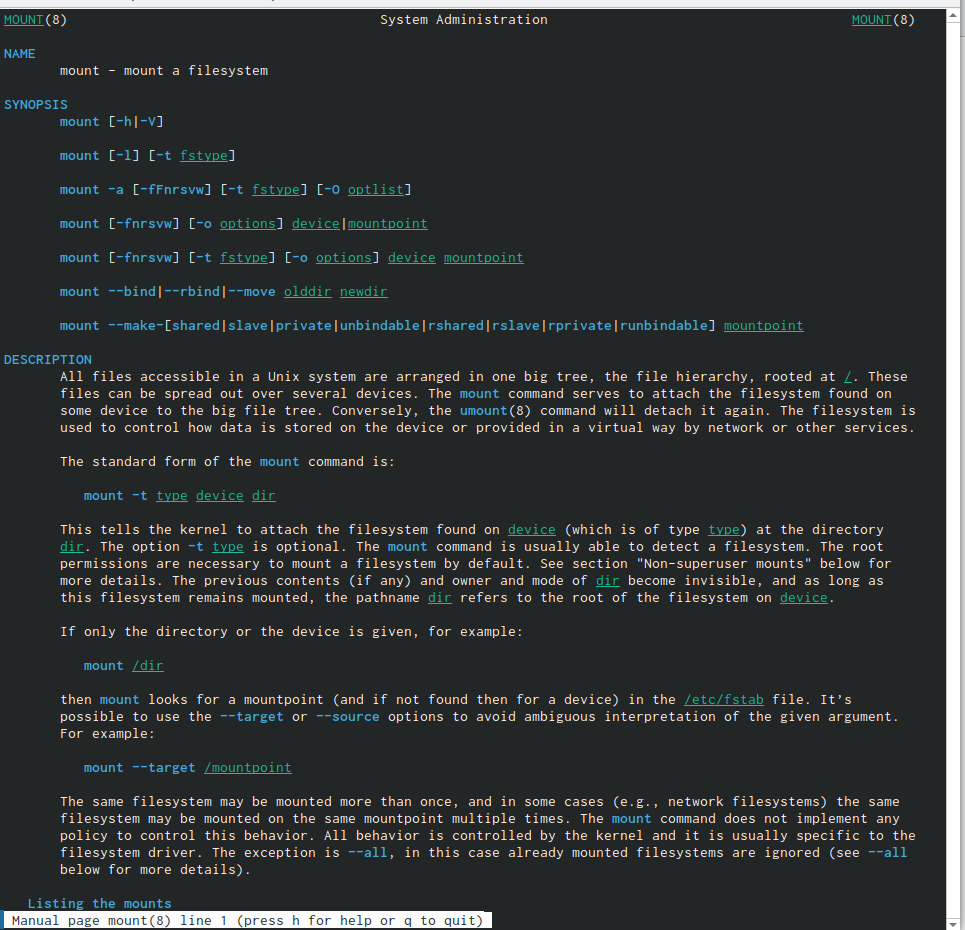 MOUNT(8) System Administration MOUNT(8)
NAME
mount - mount a filesystem
SYNOPSIS
mount [-h|-V]
mount [-l] [-t fstype]
mount -a [-fFnrsvw] [-t fstype] [-O optlist]
mount [-fnrsvw] [-o options] device|mountpoint
mount [-fnrsvw] [-t fstype] [-o options] device mountpoint
mount --bind|--rbind|--move olddir newdir
mount --make-[shared|slave|private|unbindable|rshared|rslave|rprivate|runbindable] mountpoint
DESCRIPTION
All files accessible in a Unix system are arranged in one big tree, the file hierarchy, rooted at /. These
files can be spread out over several devices. The mount command serves to attach the filesystem found on
some device to the big file tree. Conversely, the umount(8) command will detach it again. The filesystem is
used to control how data is stored on the device or provided in a virtual way by network or other services.
The standard form of the mount command is:
mount -t type device dir
This tells the kernel to attach the filesystem found on device (which is of type type) at the directory
dir. The option -t type is optional. The mount command is usually able to detect a filesystem. The root
permissions are necessary to mount a filesystem by default. See section "Non-superuser mounts" below for
more details. The previous contents (if any) and owner and mode of dir become invisible, and as long as
this filesystem remains mounted, the pathname dir refers to the root of the filesystem on device.
If only the directory or the device is given, for example:
mount /dir
then mount looks for a mountpoint (and if not found then for a device) in the /etc/fstab file. It’s
possible to use the --target or --source options to avoid ambiguous interpretation of the given argument.
For example:
mount --target /mountpoint
The same filesystem may be mounted more than once, and in some cases (e.g., network filesystems) the same
filesystem may be mounted on the same mountpoint multiple times. The mount command does not implement any
policy to control this behavior. All behavior is controlled by the kernel and it is usually specific to the
filesystem driver. The exception is --all, in this case already mounted filesystems are ignored (see --all
below for more details).
Listing the mounts
Manual page mount(8) line 1 (press h for help or q to quit)